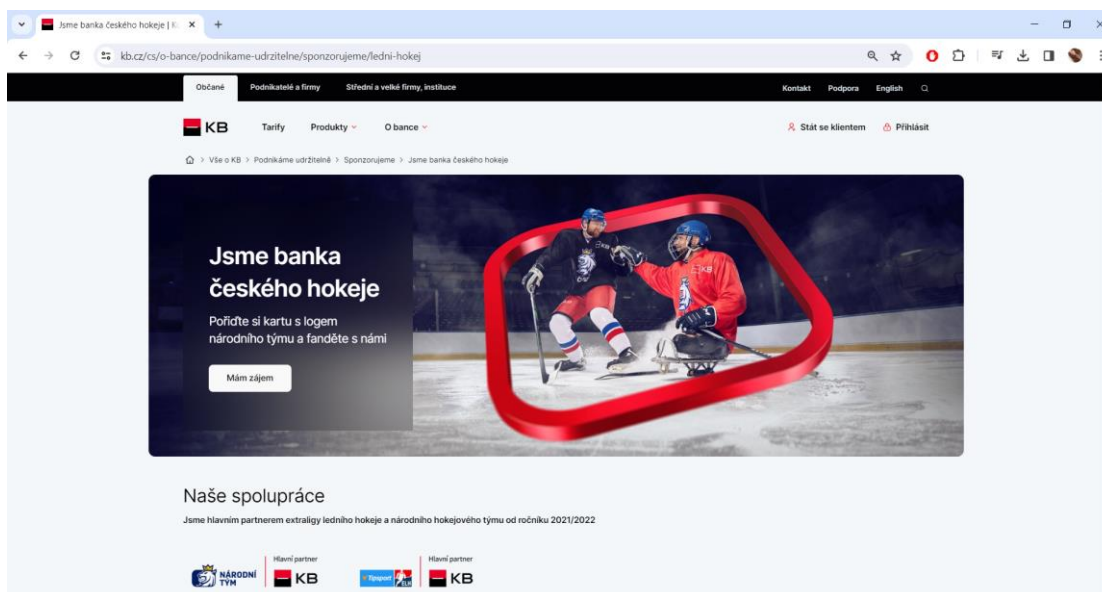 Jsme banka českého hokeje | K
kb.cz/cs/o-bance/podnikame-udrzitelne/sponzorujeme/ledni-hokej
Občané Podnikatelé a firmy Střední a velké firmy, instituce Kontakt Podpora English
KB Tarify Produkty O bance Stát se klientem Přihlásit
> Vše o KB > Podnikáme udržitelně > Sponzorujeme > Jsme banka českého hokeje
Jsme banka
českého hokeje
Pořiďte si kartu s logem
národního týmu a fanděte s námi
Mám zájem
KB
KB
Naše spolupráce
Jsme hlavním partnerem extraligy ledního hokeje a národního hokejového týmu od ročníku 2021/2022
NÁRODNÍ
TÝM
Hlavní partner
KB
Tipsport
ELH
Hlavní partner
KB